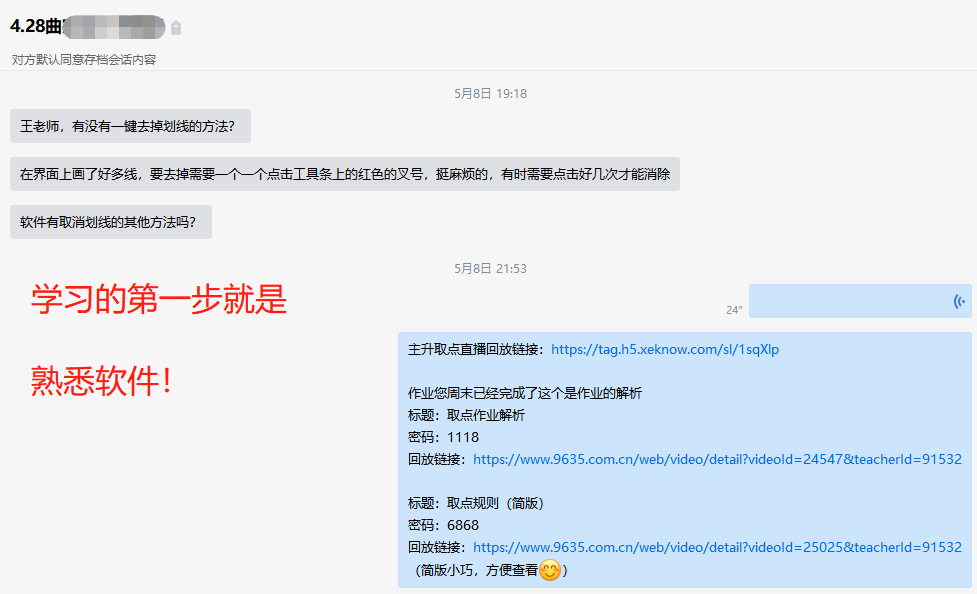 4.28曲
对方默认同意存档会话内容
5月8日 19:18
王老师，有没有一键去掉划线的方法？
在界面上画了好多线，要去掉需要一个一个点击工具条上的红色的叉号，挺麻烦的，有时需要点击好几次才能消除
软件有取消划线的其他方法吗？
5月8日 21:53
学习的第一步就是
24"
熟悉软件！
主升取点直播回放链接：https://tag.h5.xeknow.com/sl/1sqXlp
作业您周末已经完成了这个是作业的解析
标题：取点作业解析
密码：1118
回放链接：https://www.9635.com.cn/web/video/detail?videoId=24547&teacherId=91532
标题：取点规则（简版）
密码：6868
回放链接：https://www.9635.com.cn/web/video/detail?videoId=25025&teacherId=91532
（简版小巧，方便查看😊）